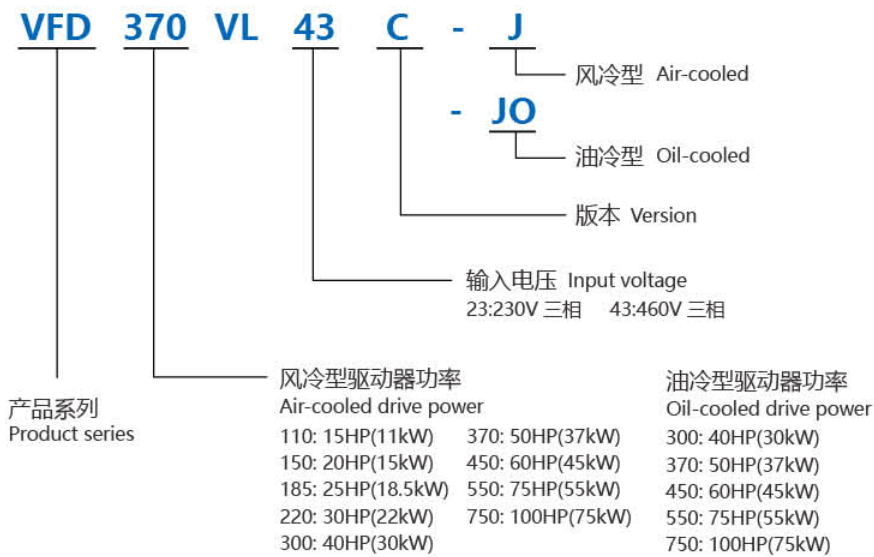 VFD 370 VL 43 C - J
风冷型 Air-cooled
- JO
油冷型 Oil-cooled
版本 Version
输入电压 Input voltage
23:230V 三相 43:460V 三相
产品系列
Product series
风冷型驱动器功率
Air-cooled drive power
110: 15HP(11kW) 370: 50HP(37kW)
150: 20HP(15kW) 450: 60HP(45kW)
185: 25HP(18.5kW) 550: 75HP(55kW)
220: 30HP(22kW) 750: 100HP(75kW)
300: 40HP(30kW)
油冷型驱动器功率
Oil-cooled drive power
300: 40HP(30kW)
370: 50HP(37kW)
450: 60HP(45kW)
550: 75HP(55kW)
750: 100HP(75kW)